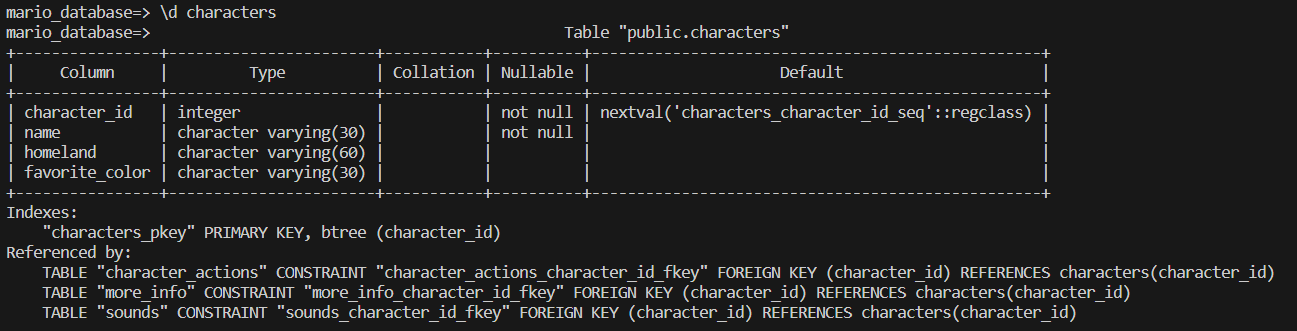 mario_database=> \d characters
mario_database=>                                              Table "public.characters"
+----------------+-----------------------+-----------+----------+--------------------------------------------------+
|     Column     |         Type          | Collation | Nullable |                     Default                      |
+----------------+-----------------------+-----------+----------+--------------------------------------------------+
| character_id   | integer               |           | not null | nextval('characters_character_id_seq'::regclass) |
| name           | character varying(30) |           | not null |                                                  |
| homeland       | character varying(60) |           |          |                                                  |
| favorite_color | character varying(30) |           |          |                                                  |
+----------------+-----------------------+-----------+----------+--------------------------------------------------+
Indexes:
    "characters_pkey" PRIMARY KEY, btree (character_id)
Referenced by:
    TABLE "character_actions" CONSTRAINT "character_actions_character_id_fkey" FOREIGN KEY (character_id) REFERENCES characters(character_id)
    TABLE "more_info" CONSTRAINT "more_info_character_id_fkey" FOREIGN KEY (character_id) REFERENCES characters(character_id)
    TABLE "sounds" CONSTRAINT "sounds_character_id_fkey" FOREIGN KEY (character_id) REFERENCES characters(character_id)